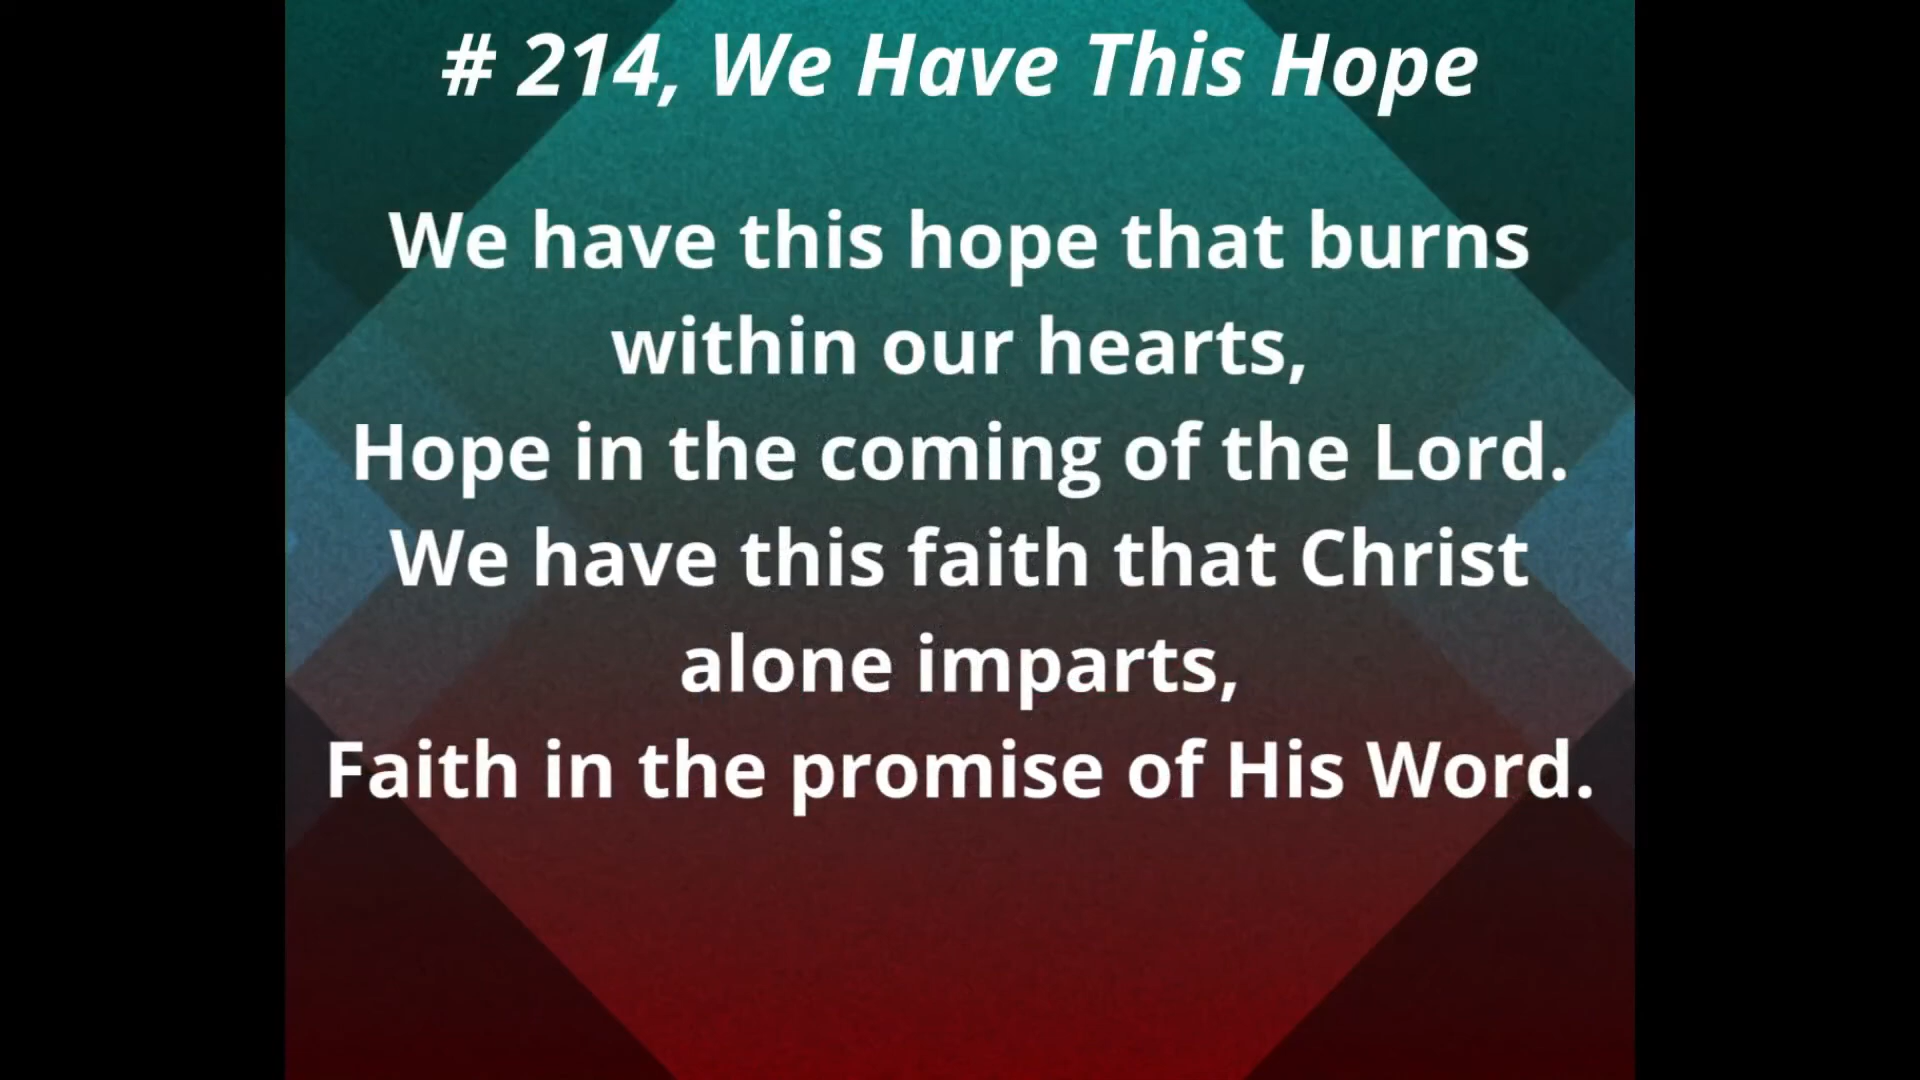 # 214, We Have This Hope
We have this hope that burns
within our hearts,
Hope in the coming of the Lord.
We have this faith that Christ
alone imparts,
Faith in the promise of His Word.